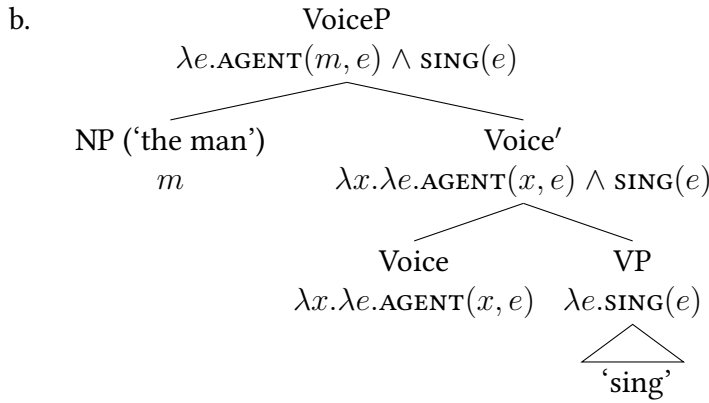 b. VoiceP
λe.AGENT(m, e) ∧ SING(e)
NP (‘the man’) Voice′
m λx.λe.AGENT(x, e) ∧ SING(e)
Voice VP
λx.λe.AGENT(x, e) λe.SING(e)
‘sing’